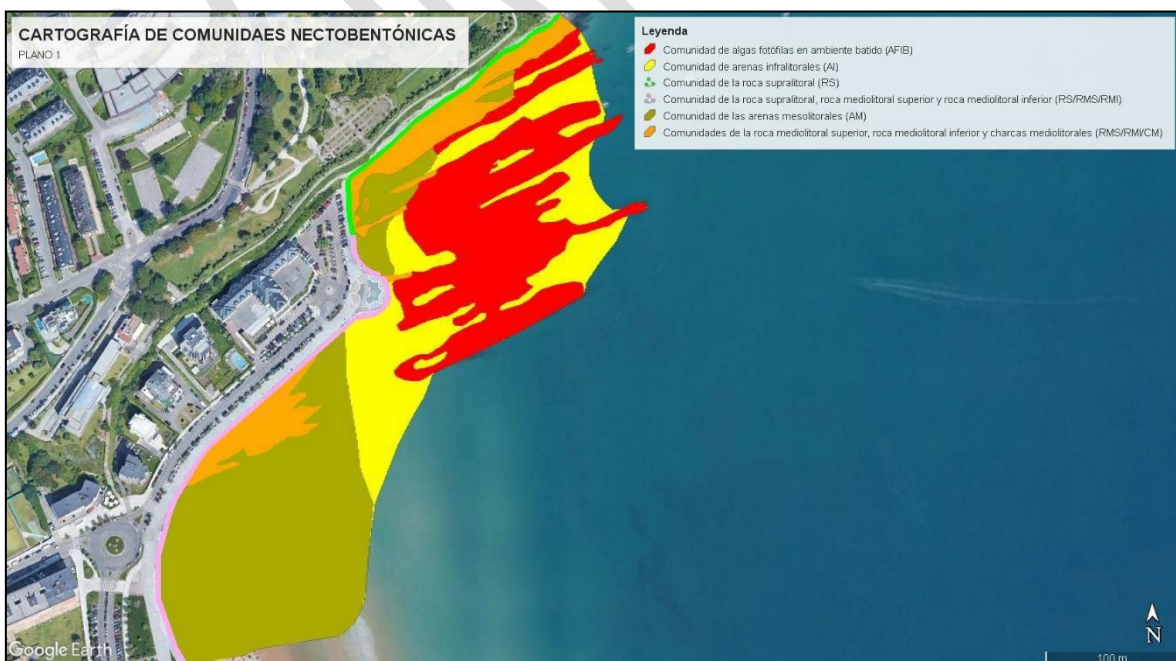 CARTOGRAFÍA DE COMUNIDAES NECTOBENTÓNICAS
PLANO 1
Leyenda
Comunidad de algas fotófilas en ambiente batido (AFIB)
Comunidad de arenas infralitorales (AI)
Comunidad de la roca supralitoral (RS)
Comunidad de la roca supralitoral, roca mediolitoral superior y roca mediolitoral inferior (RS/RMS/RMI)
Comunidad de las arenas mesolitorales (AM)
Comunidades de la roca mediolitoral superior, roca mediolitoral inferior y charcas mediolitorales (RMS/RMI/CM)
N
Google Earth
100 m